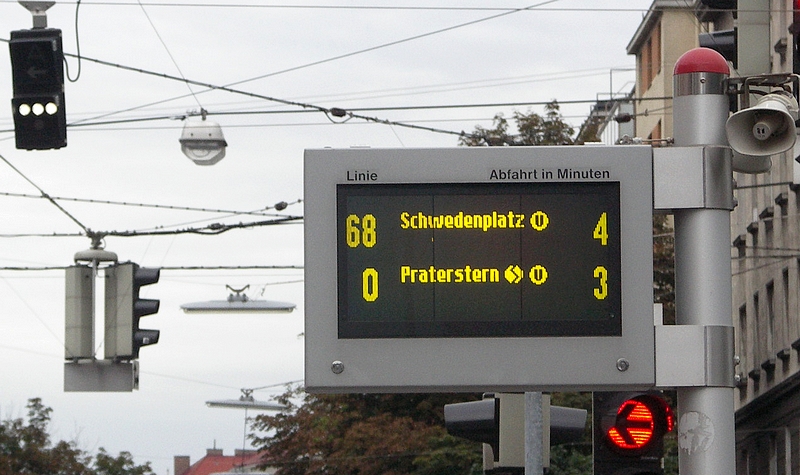 Linie Abfahrt in Minuten
68 Schwedenplatz U 4
0 Praterstern S U 3